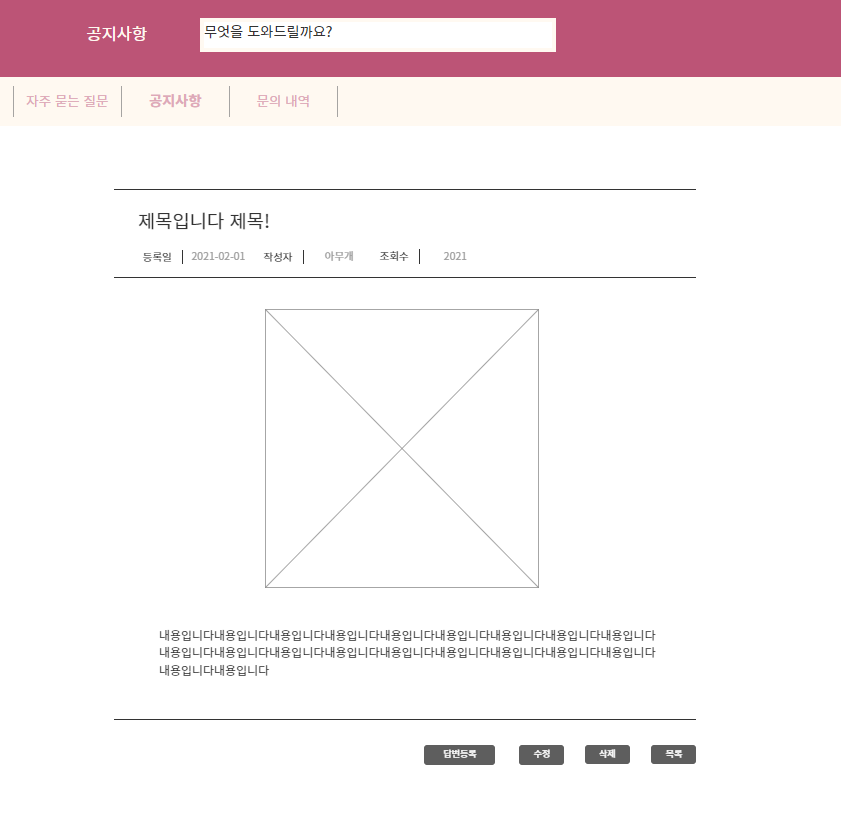 공지사항 무엇을 도와드릴까요?
자주 묻는 질문 공지사항 문의 내역
제목입니다 제목!
등록일 2021-02-01 작성자 아무개 조회수 2021
내용입니다내용입니다내용입니다내용입니다내용입니다내용입니다내용입니다내용입니다내용입니다
내용입니다내용입니다내용입니다내용입니다내용입니다내용입니다내용입니다내용입니다내용입니다
내용입니다내용입니다
답변등록 수정 삭제 목록